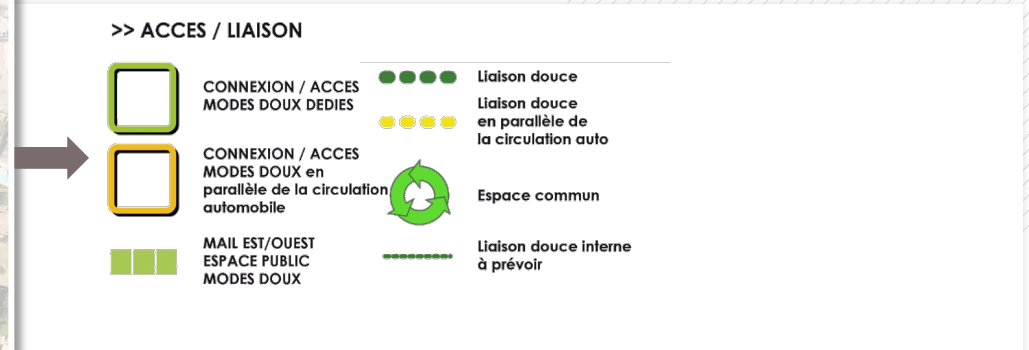 >> ACCES / LIAISON
CONNEXION / ACCES
MODES DOUX DEDIES
CONNEXION / ACCES
MODES DOUX en
parallèle de la circulation
automobile
MAIL EST/OUEST
ESPACE PUBLIC
MODES DOUX
Liaison douce
Liaison douce
en parallèle de
la circulation auto
Espace commun
Liaison douce interne
à prévoir